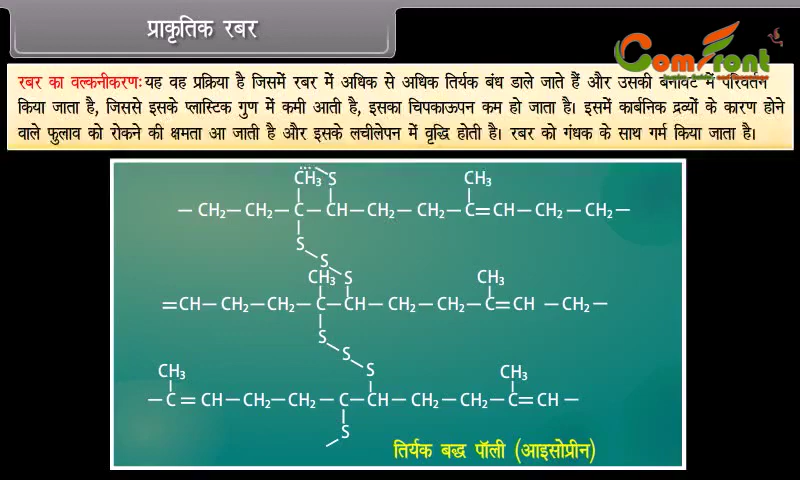 प्राकृतिक रबर
ComFront
रबर का वल्कनीकरण: यह वह प्रक्रिया है जिसमें रबर में अधिक से अधिक तिर्यक बंध डाले जाते हैं और उसकी बनावट में परिवर्तन
किया जाता है, जिससे इसके प्लास्टिक गुण में कमी आती है, इसका चिपकाऊपन कम हो जाता है। इसमें कार्बनिक द्रव्यों के कारण होने
वाले फुलाव को रोकने की क्षमता आ जाती है और इसके लचीलेपन में वृद्धि होती है। रबर को गंधक के साथ गर्म किया जाता है।
CH₃ S CH₃
— CH₂— CH₂— C — CH — CH₂— CH₂— C=CH— CH₂— CH₂—
S
S
CH₃ S CH₃
=CH— CH₂— CH₂— C — CH — CH₂— CH₂— C=CH — CH₂—
S
S
CH₃ S CH₃
— C = CH — CH₂— CH₂— C — CH — CH₂— CH₂— C=CH —
S
तिर्यक बद्ध पॉली (आइसोप्रीन)